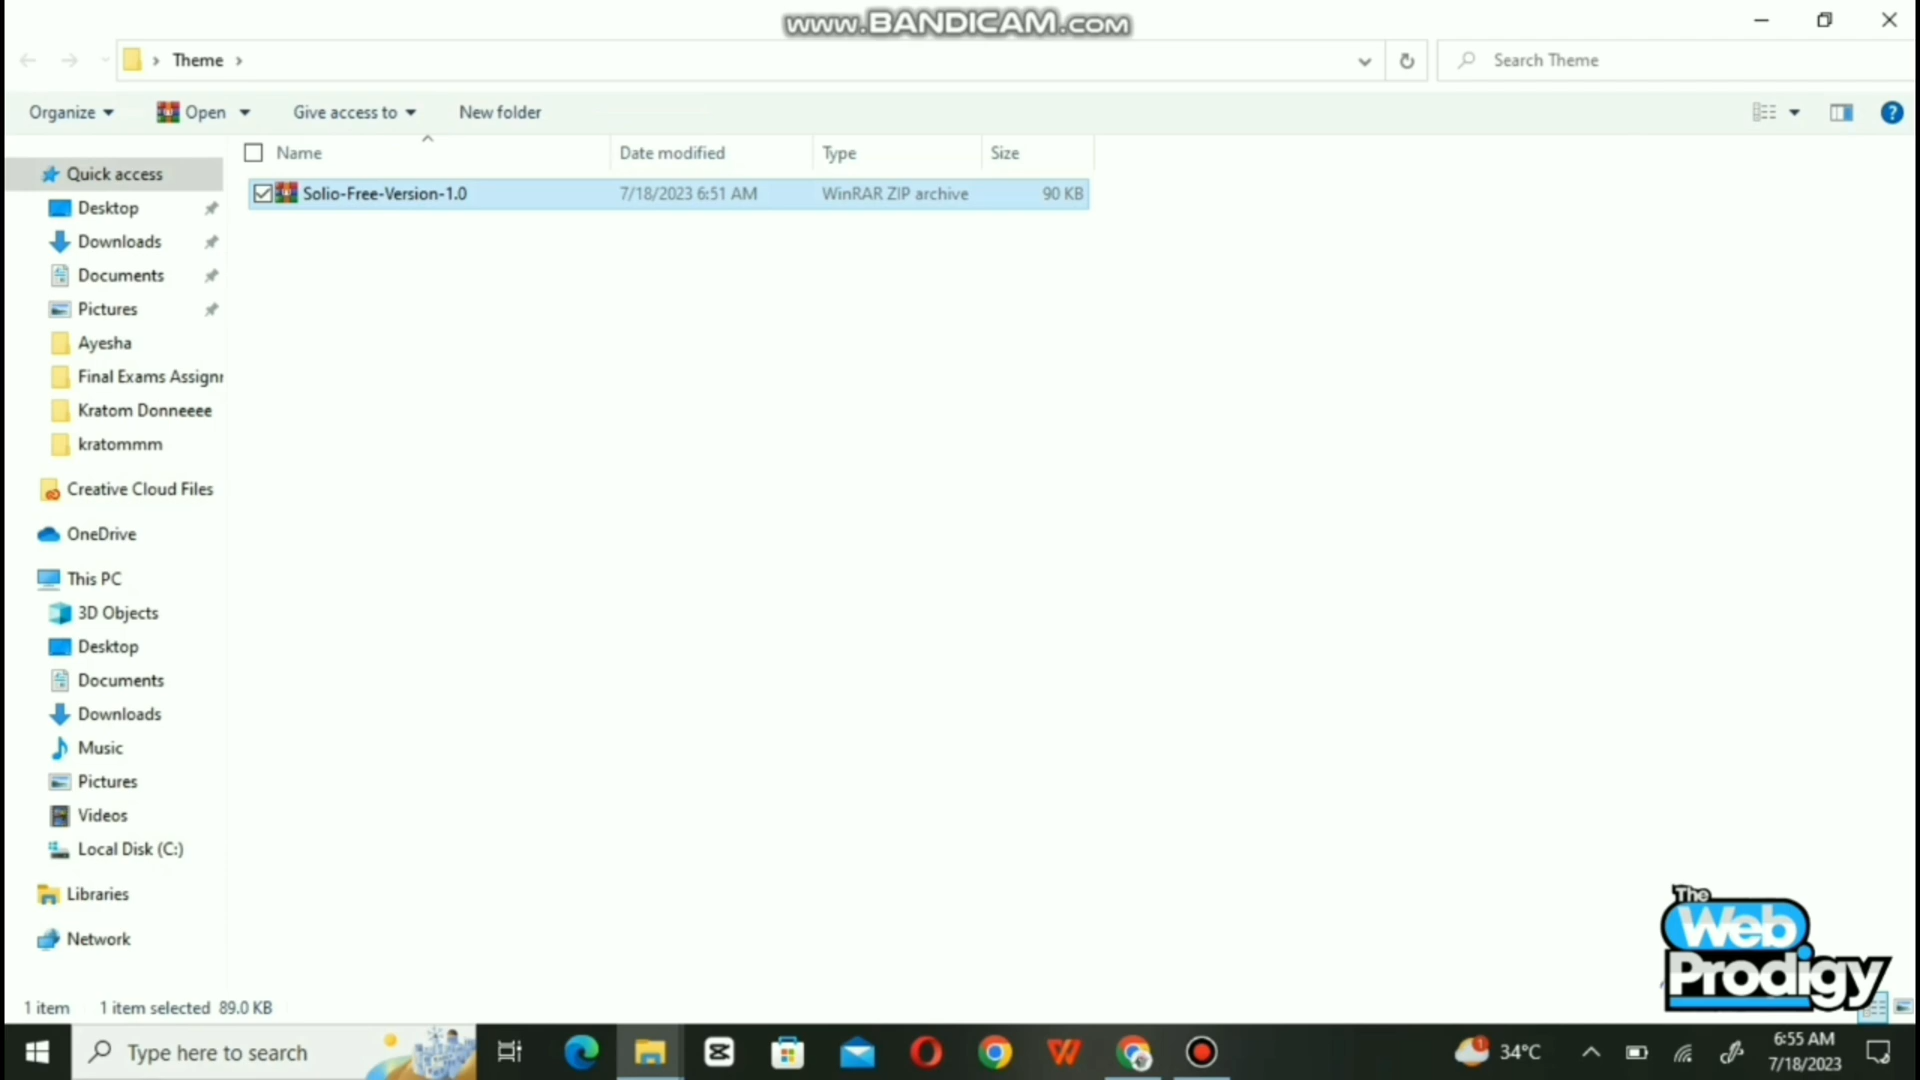 www.BANDICAM.com
Theme
Search Theme
Organize Open Give access to New folder
Name Date modified Type Size
Solio-Free-Version-1.0 7/18/2023 6:51 AM WinRAR ZIP archive 90 KB
Quick access
Desktop
Downloads
Documents
Pictures
Ayesha
Final Exams Assignr
Kratom Donneeee
kratommm
Creative Cloud Files
OneDrive
This PC
3D Objects
Desktop
Documents
Downloads
Music
Pictures
Videos
Local Disk (C:)
Libraries
Network
The
Web
Prodigy
1 item 1 item selected 89.0 KB
Type here to search
1
34°C
6:55 AM
7/18/2023